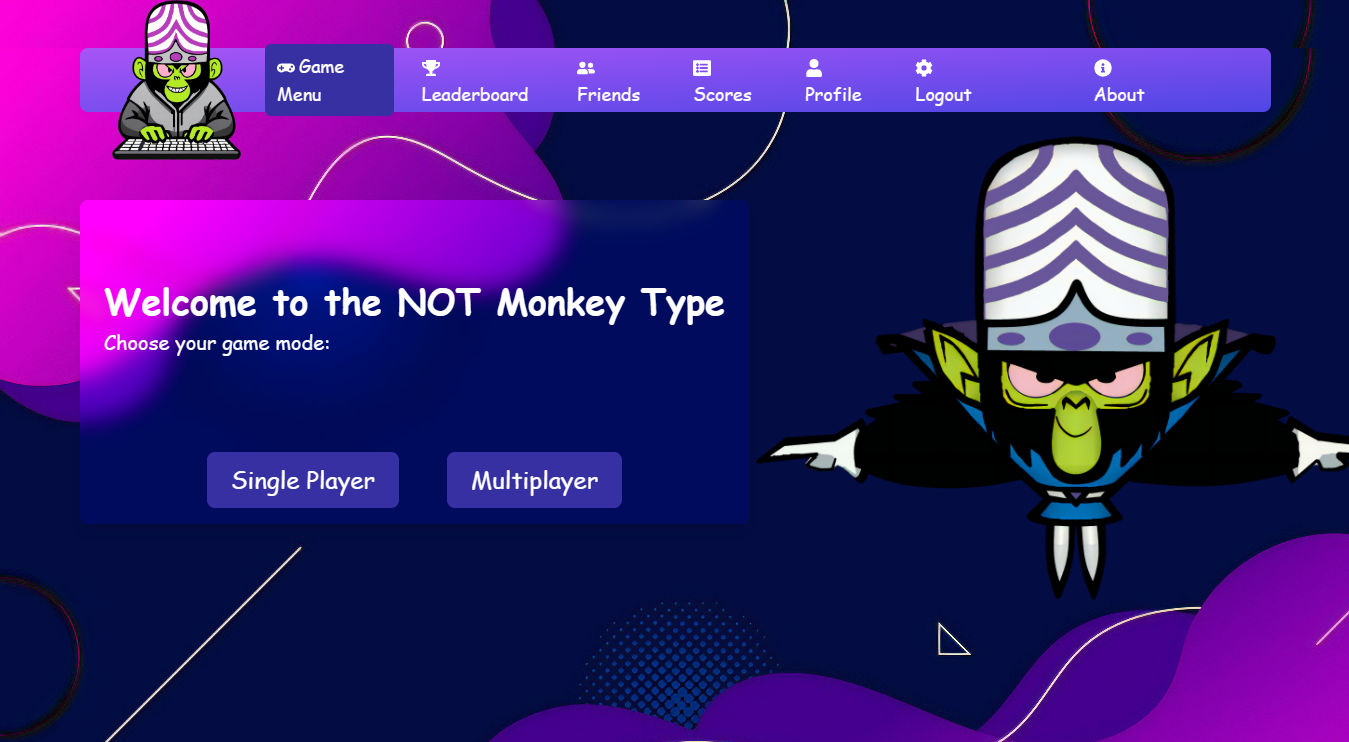 Game
Menu
Leaderboard
Friends
Scores
Profile
Logout
About
Welcome to the NOT Monkey Type
Choose your game mode:
Single Player
Multiplayer